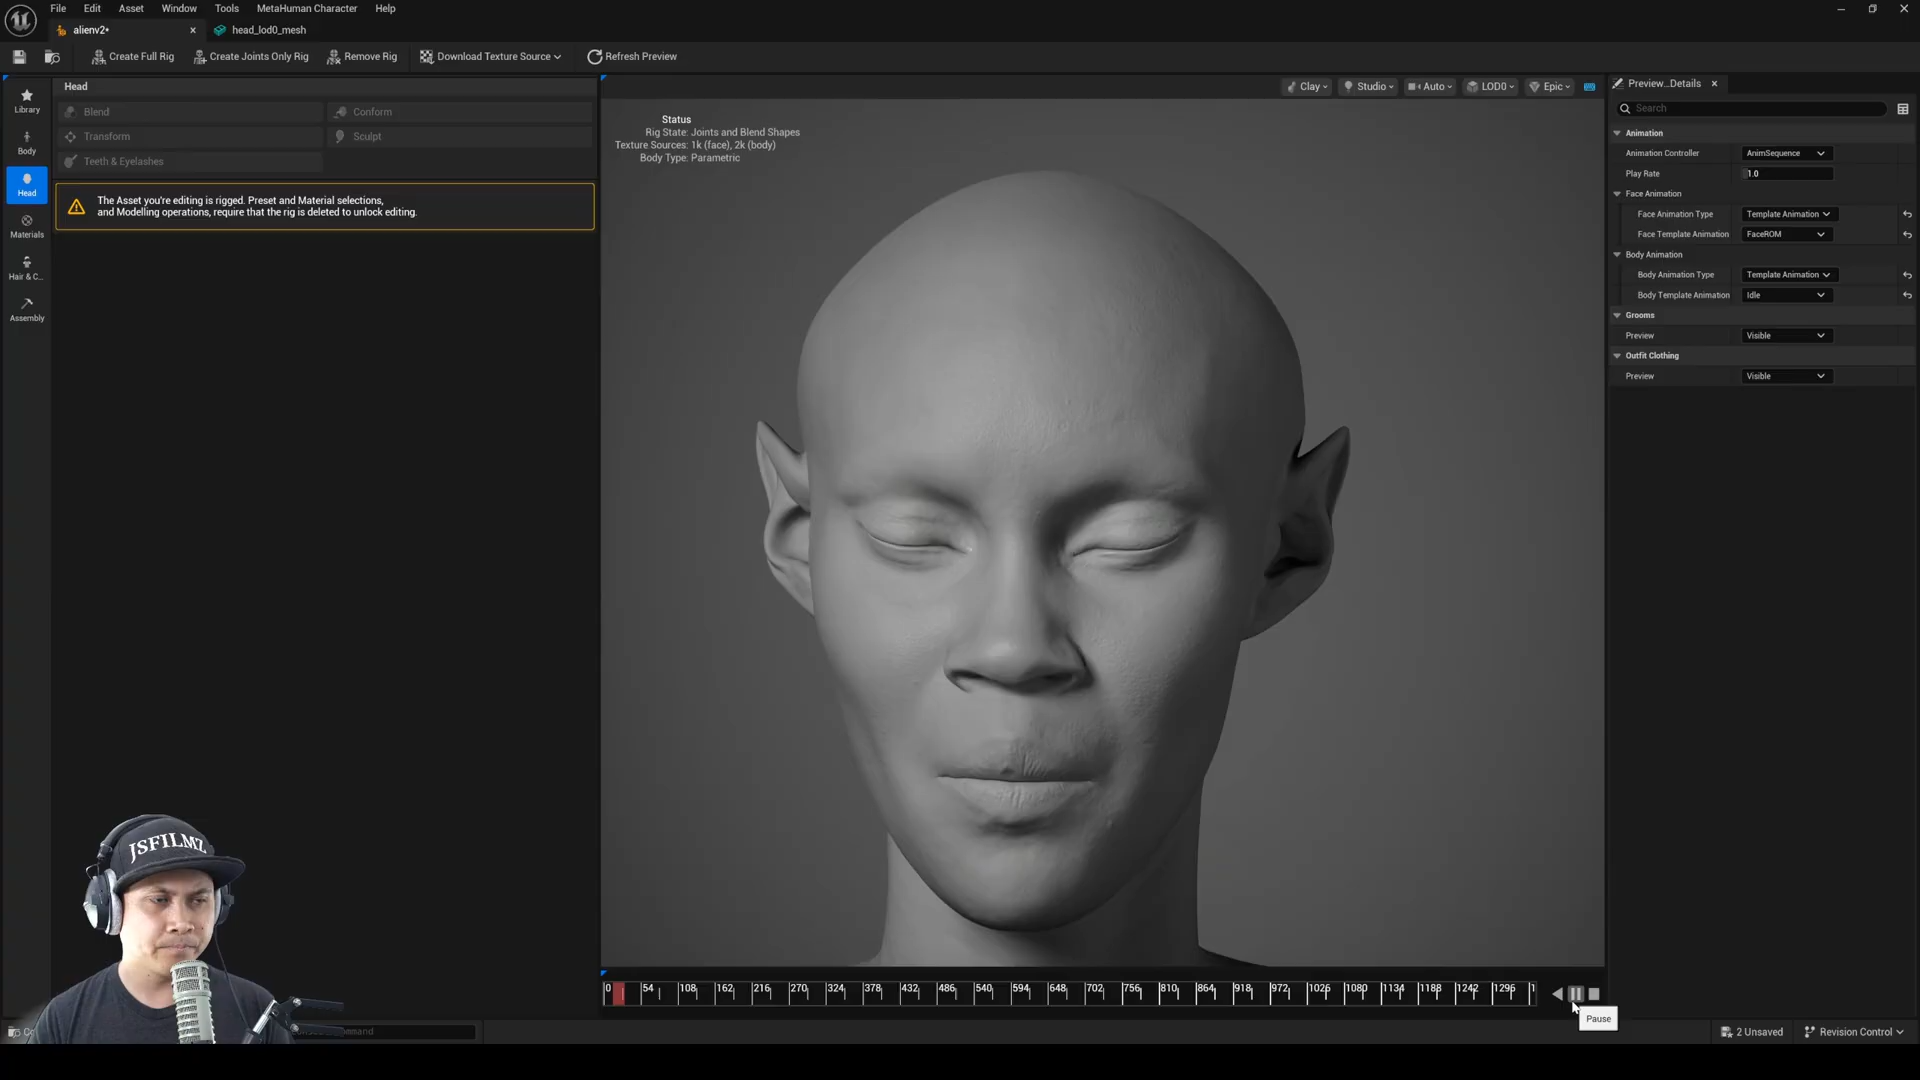 File Edit Asset Window Tools MetaHuman Character Help
alienv2• head_lod0_mesh
Create Full Rig Create Joints Only Rig Remove Rig Download Texture Source Refresh Preview
Library
Body
Head
Materials
Hair & C...
Assembly
Head
Blend Conform
Transform Sculpt
Teeth & Eyelashes
The Asset you're editing is rigged. Preset and Material selections,
and Modelling operations, require that the rig is deleted to unlock editing.
Clay Studio Auto LOD0 Epic
Status
Rig State: Joints and Blend Shapes
Texture Sources: 1k (face), 2k (body)
Body Type: Parametric
Preview...Details
Search
Animation
Animation Controller AnimSequence
Play Rate 1.0
Face Animation
Face Animation Type Template Animation
Face Template Animation FaceROM
Body Animation
Body Animation Type Template Animation
Body Template Animation Idle
Grooms
Preview Visible
Outfit Clothing
Preview Visible
JSFILMZ
0 54 108 162 216 270 324 378 432 486 540 594 648 702 756 810 864 918 972 1026 1080 1134 1188 1242 1296 1
Pause
2 Unsaved Revision Control